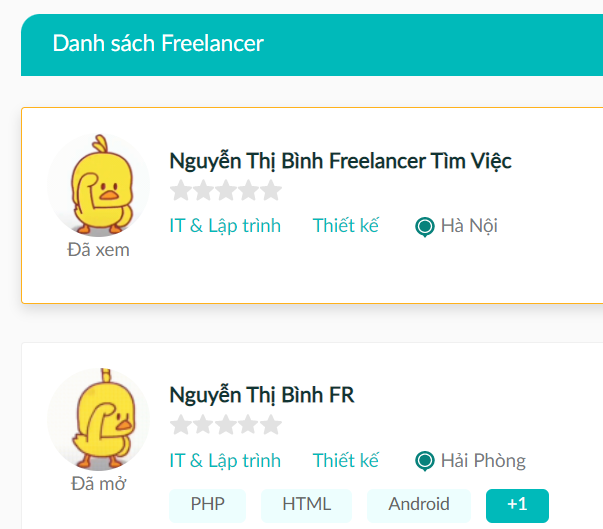 Danh sách Freelancer
Nguyễn Thị Bình Freelancer Tìm Việc
IT & Lập trình Thiết kế Hà Nội
Đã xem
Nguyễn Thị Bình FR
IT & Lập trình Thiết kế Hải Phòng
Đã mở
PHP HTML Android +1